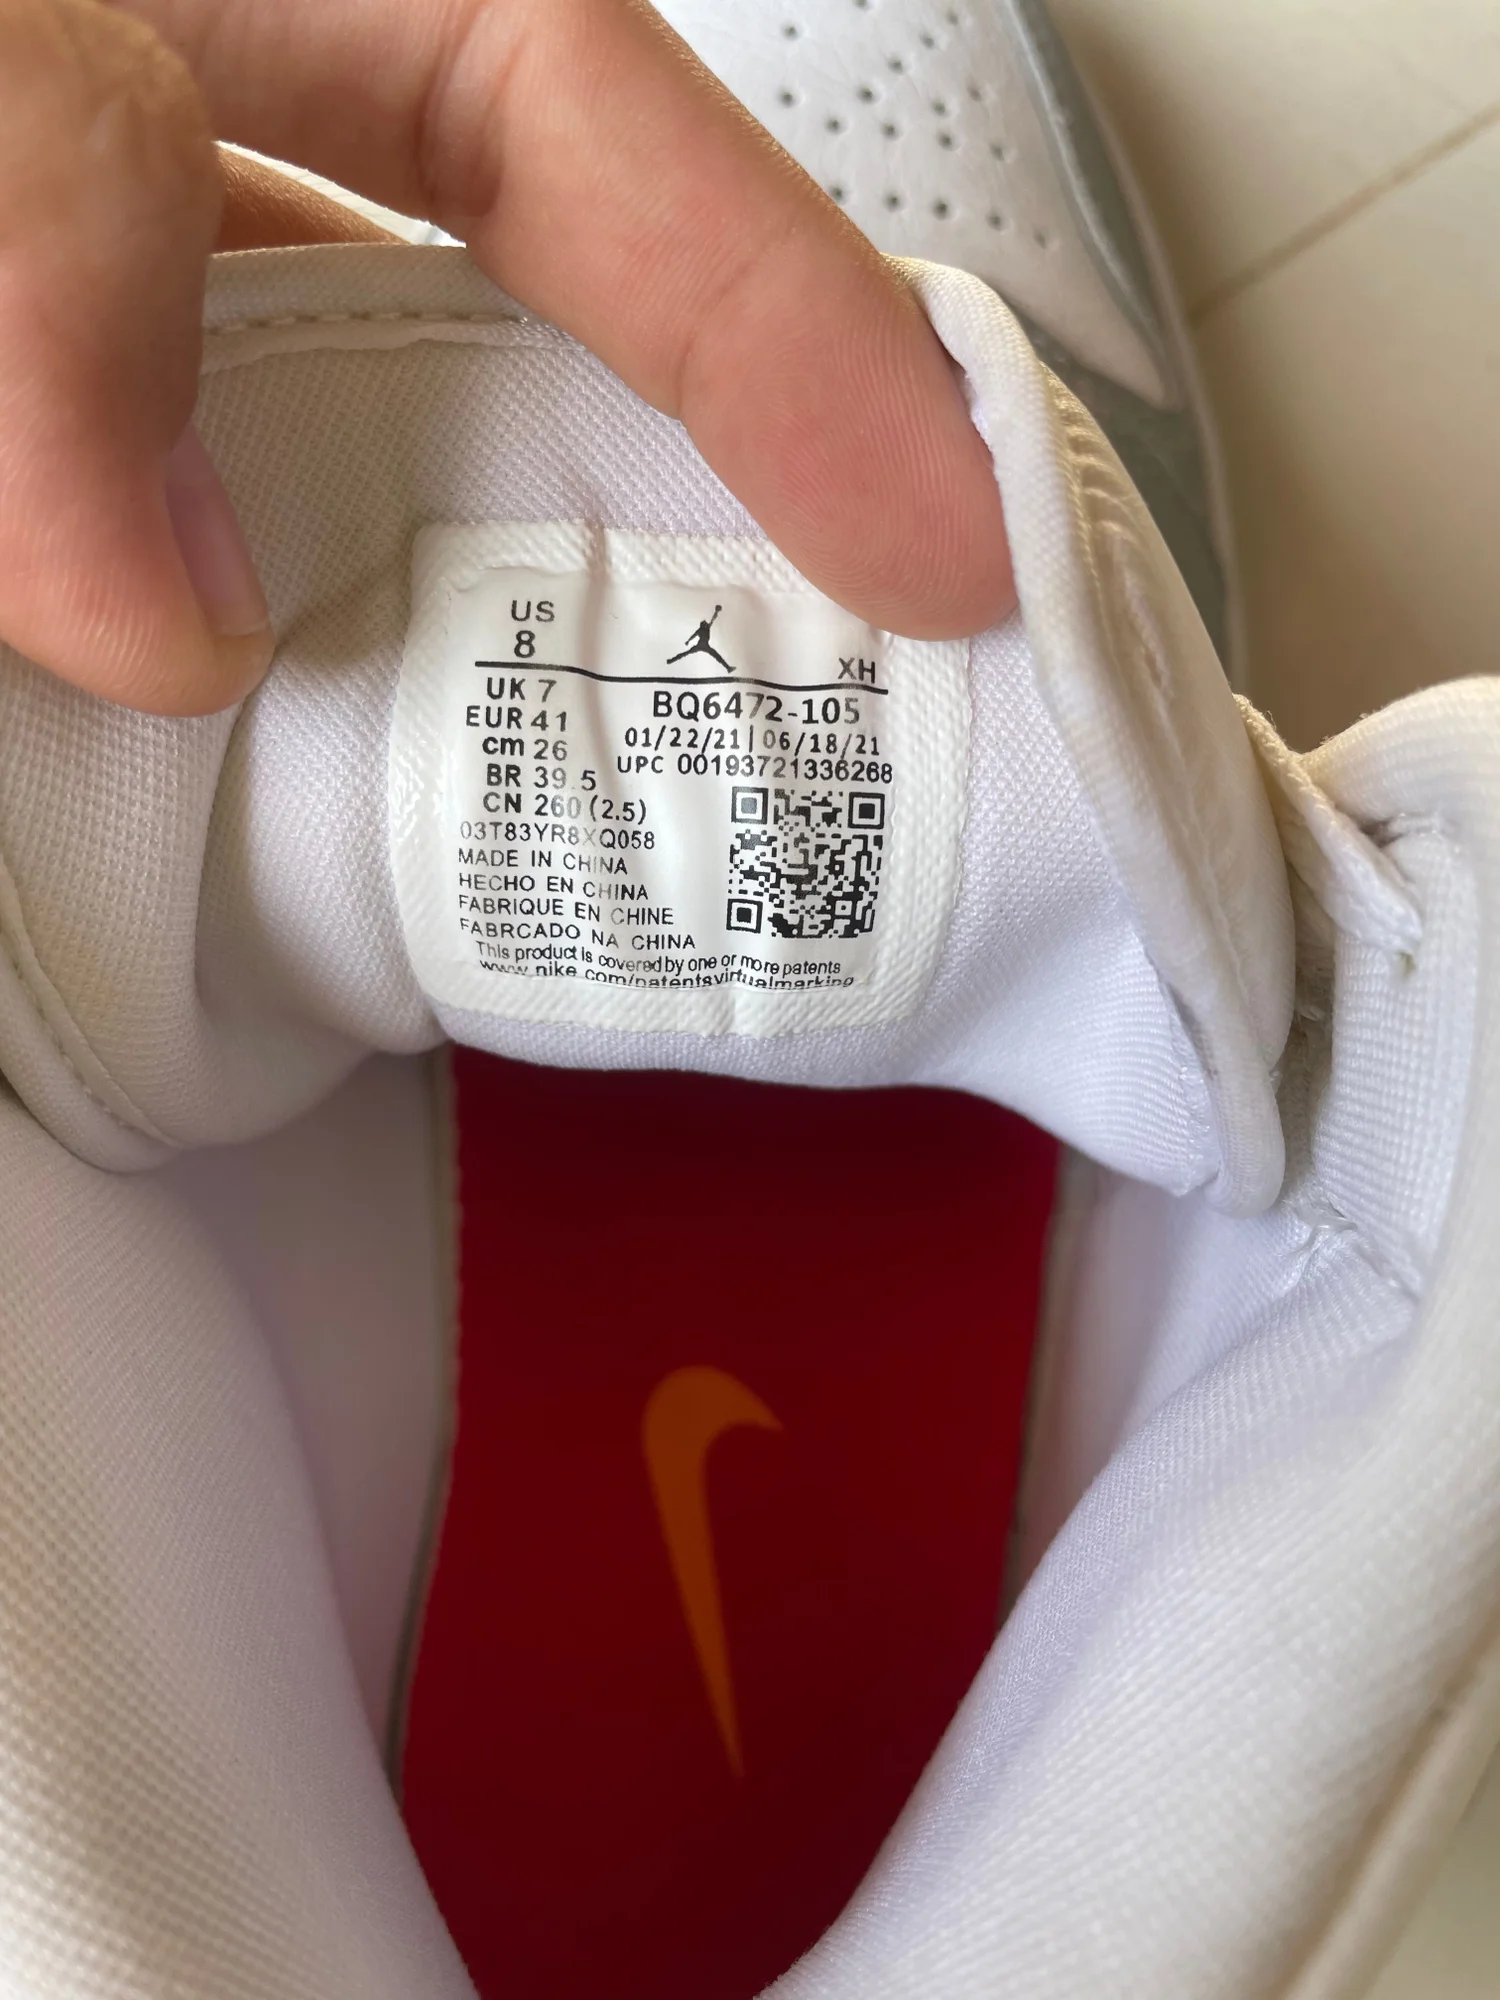 US
8
XH
UK 7
EUR 41
cm 26
BR 39.5
CN 260 (2.5)
BQ6472-105
01/22/21 | 06/18/21
UPC 00193721336268
03T83YR8XQ058
MADE IN CHINA
HECHO EN CHINA
FABRIQUE EN CHINE
FABRCADO NA CHINA
This product is covered by one or more patents
www.nike.com/patentsvirtualmarking